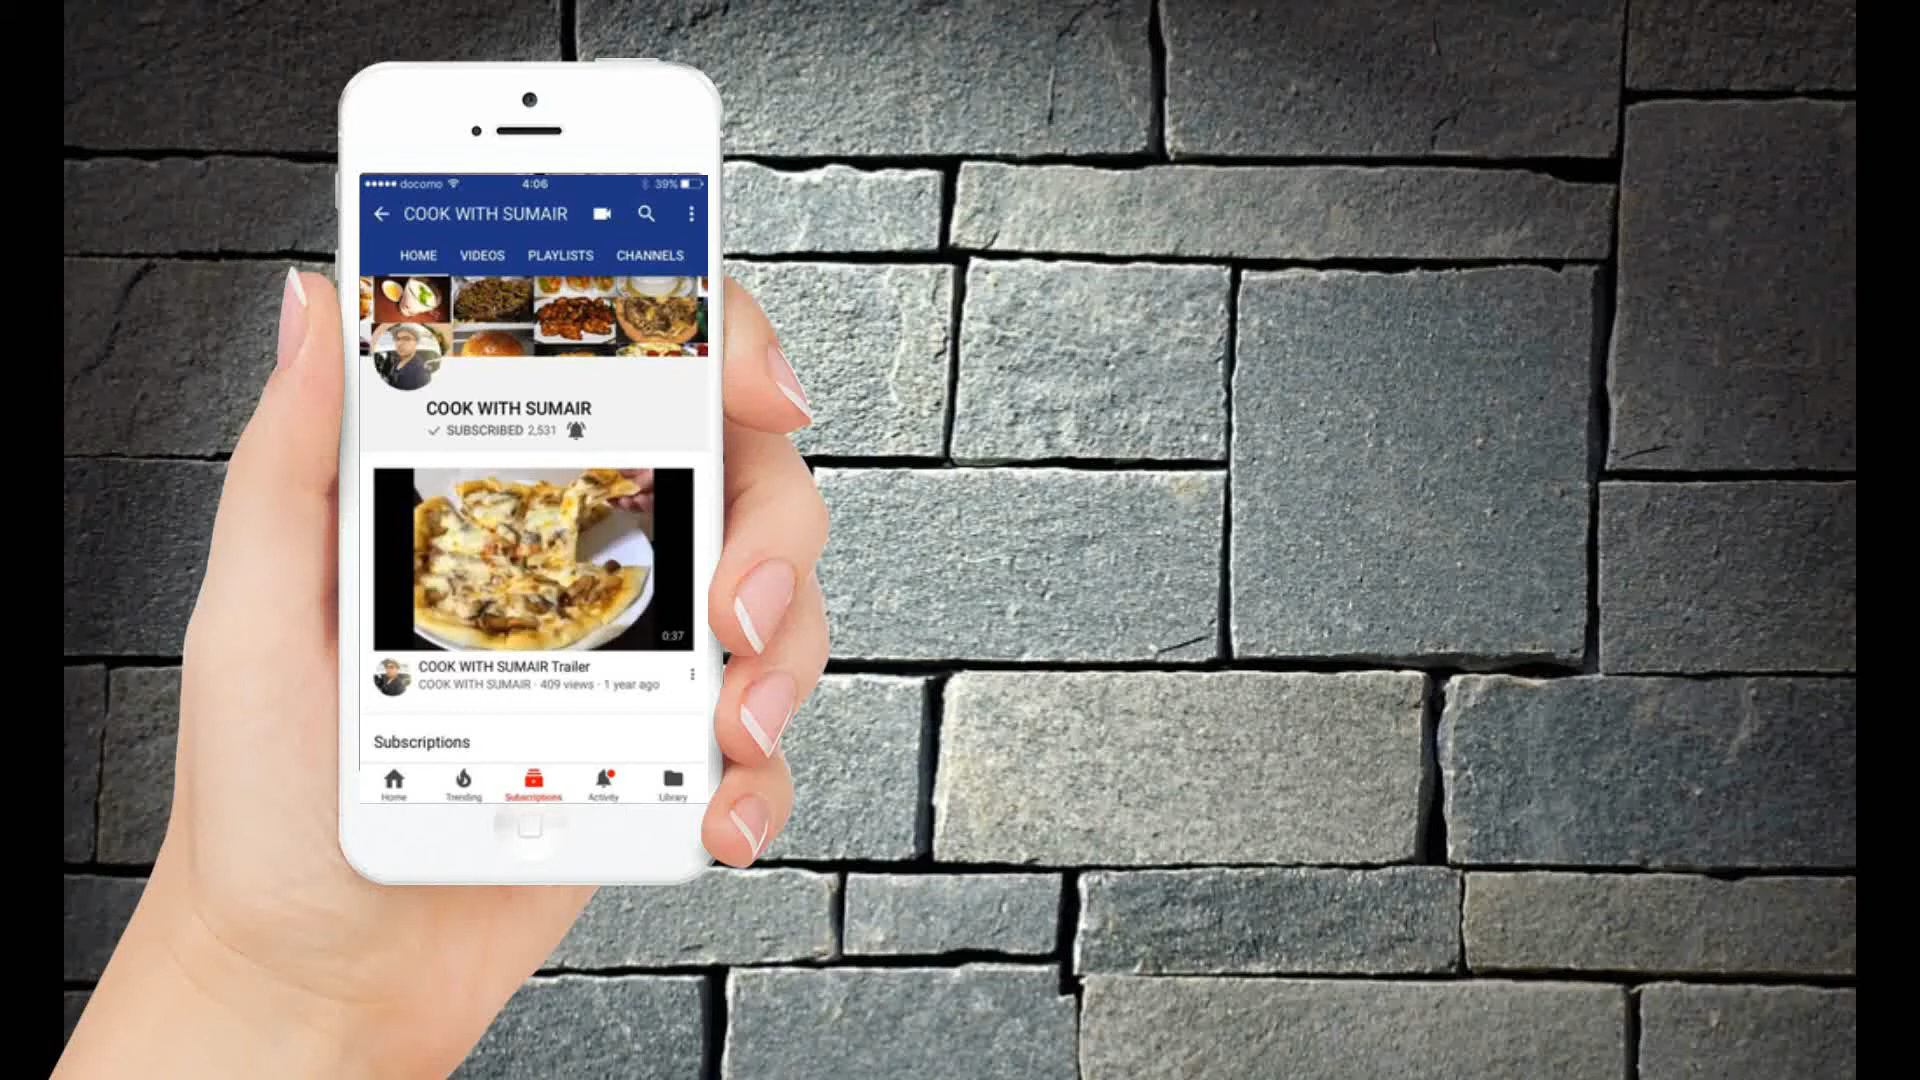 docomo 4:06 39%
COOK WITH SUMAIR
HOME VIDEOS PLAYLISTS CHANNELS
COOK WITH SUMAIR
SUBSCRIBED 2,531
0:37
COOK WITH SUMAIR Trailer
COOK WITH SUMAIR · 409 views · 1 year ago
Subscriptions
Home Trending Subscriptions Activity Library